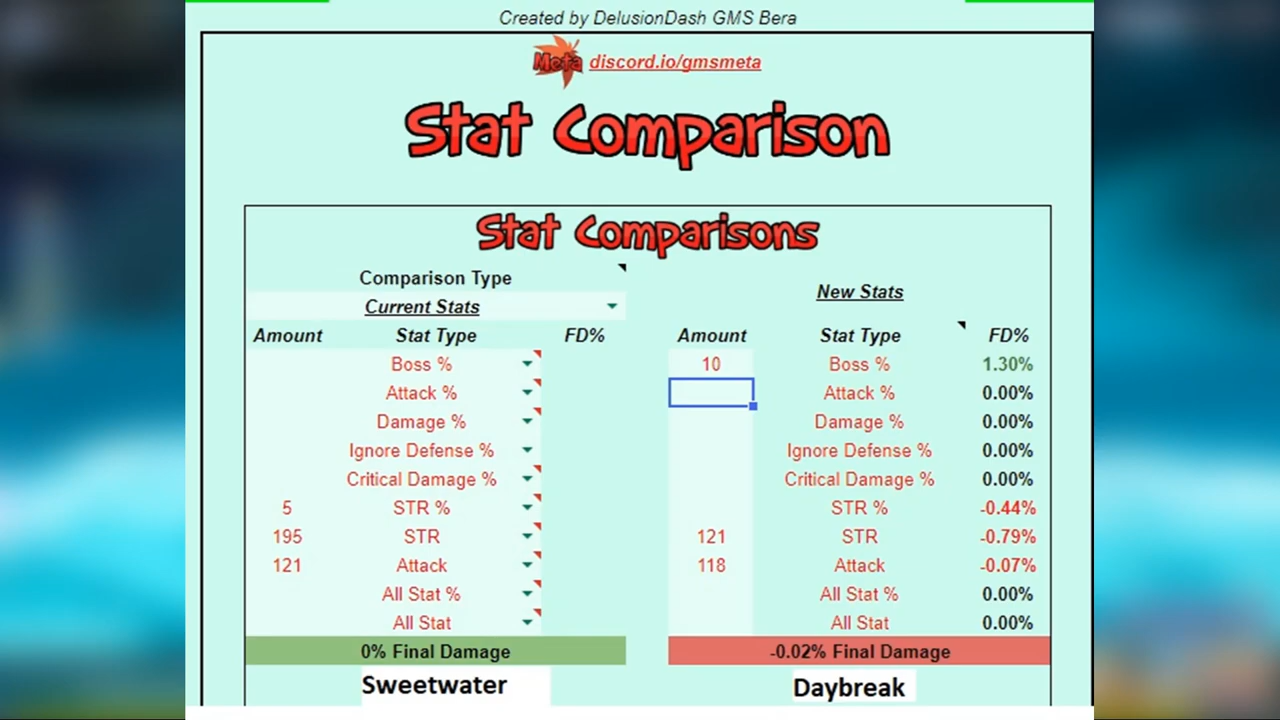 Created by DelusionDash GMS Bera
Meta discord.io/gmsmeta
Stat Comparison
Stat Comparisons
Comparison Type
Current Stats
New Stats
Amount Stat Type FD% Amount Stat Type FD%
Boss % 10 Boss % 1.30%
Attack % Attack % 0.00%
Damage % Damage % 0.00%
Ignore Defense % Ignore Defense % 0.00%
Critical Damage % Critical Damage % 0.00%
5 STR % STR % -0.44%
195 STR 121 STR -0.79%
121 Attack 118 Attack -0.07%
All Stat % All Stat % 0.00%
All Stat All Stat 0.00%
0% Final Damage -0.02% Final Damage
Sweetwater Daybreak